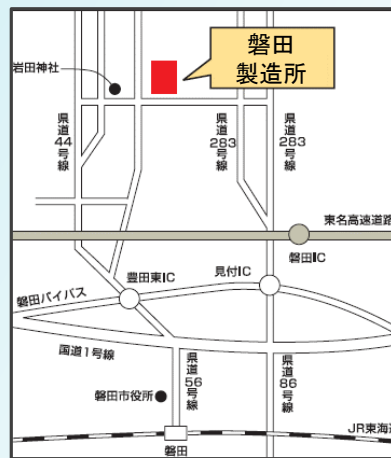 磐田
製造所
岩田神社
県道44号線
県道283号線
県道283号線
東名高速道路
磐田IC
豊田東IC
見付IC
磐田バイパス
国道1号線
県道56号線
県道86号線
磐田市役所
JR東海道
磐田